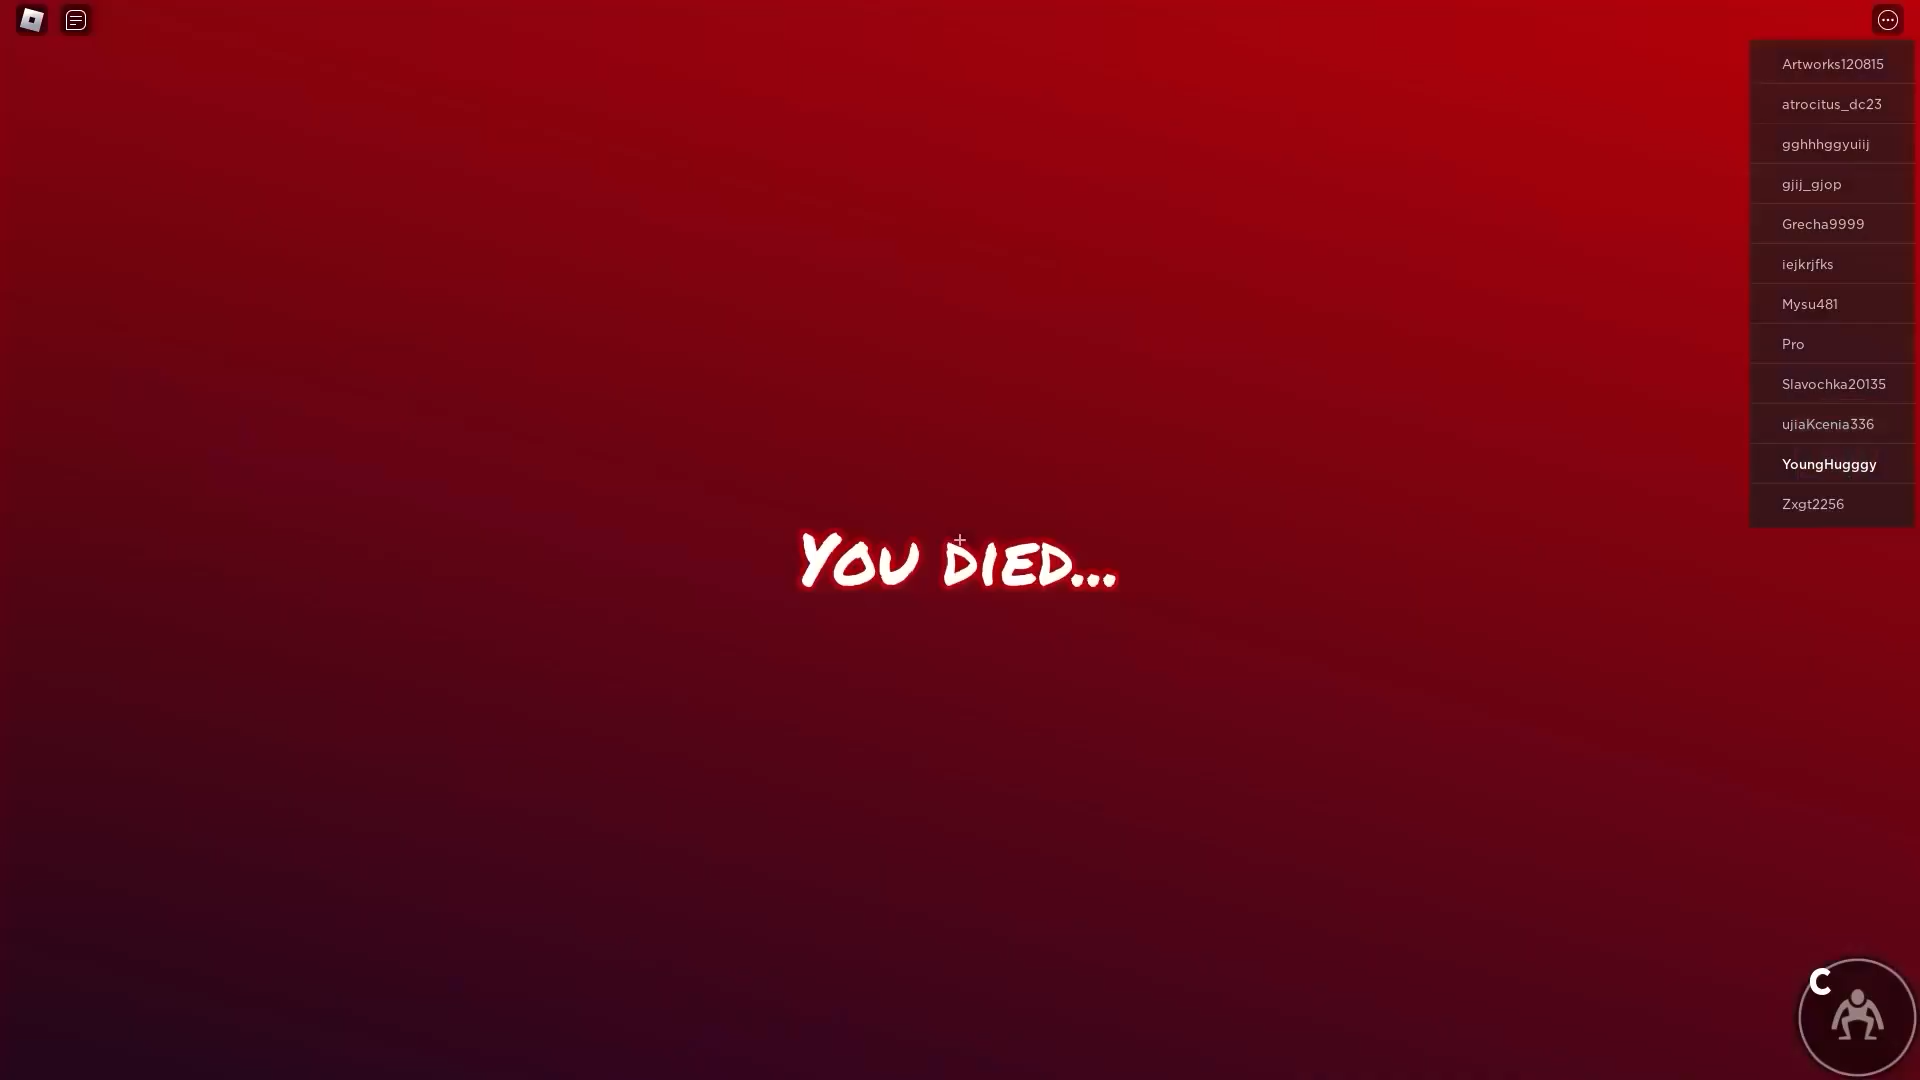 Artworks120815
atrocitus_dc23
gghhhggyuiij
gjij_gjop
Grecha9999
iejkrjfks
Mysu481
Pro
Slavochka20135
ujiaKcenia336
YoungHugggy
Zxgt2256
You died...
C